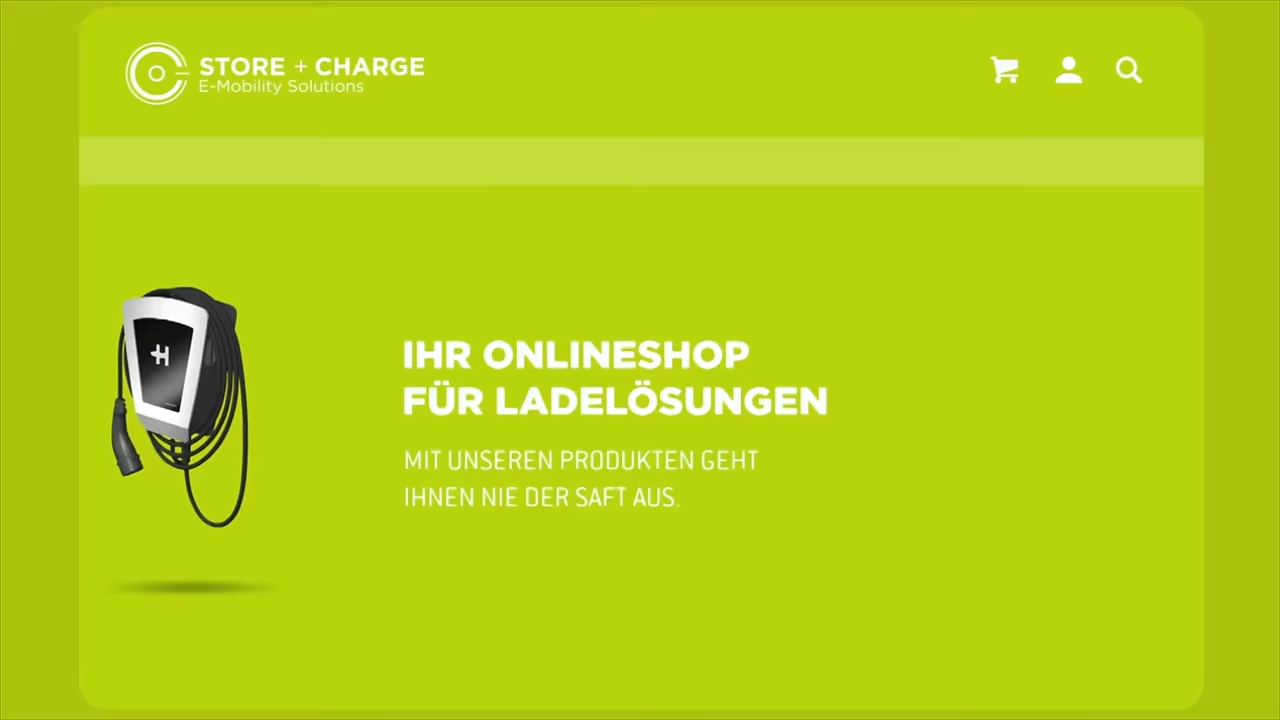 STORE + CHARGE
E-Mobility Solutions
H
IHR ONLINESHOP
FÜR LADELÖSUNGEN
MIT UNSEREN PRODUKTEN GEHT
IHNEN NIE DER SAFT AUS.